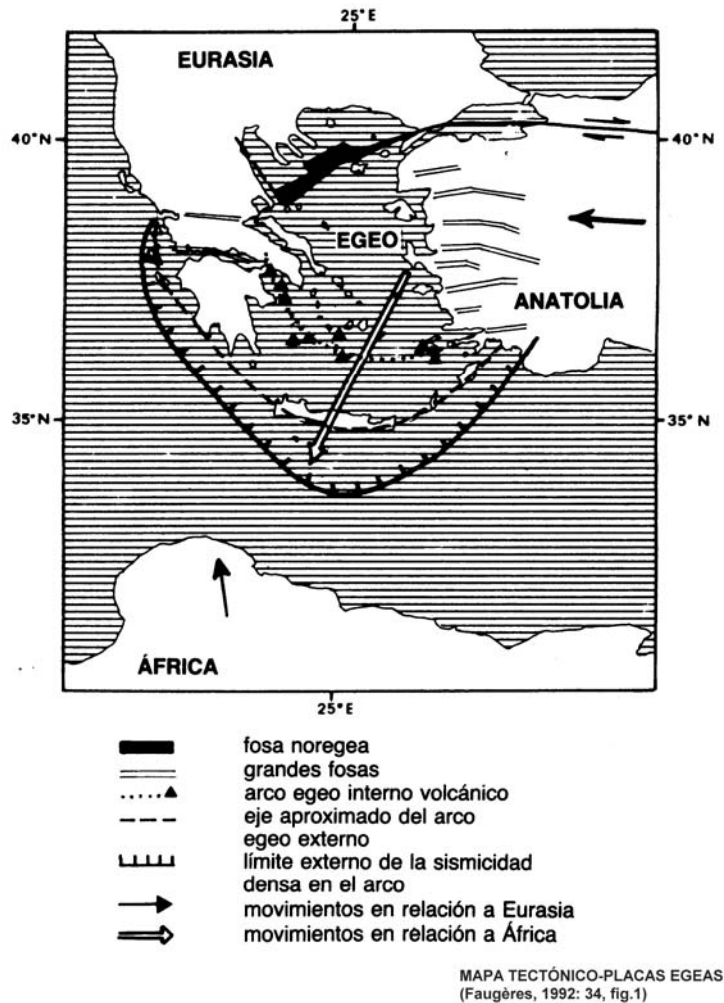 25°E
EURASIA
40°N
40°N
EGEO
ANATOLIA
35°N
35°N
ÁFRICA
25°E
fosa noregea
grandes fosas
arco egeo interno volcánico
eje aproximado del arco
egeo externo
límite externo de la sismicidad
densa en el arco
movimientos en relación a Eurasia
movimientos en relación a África
MAPA TECTÓNICO-PLACAS EGEAS
(Faugères, 1992: 34, fig.1)